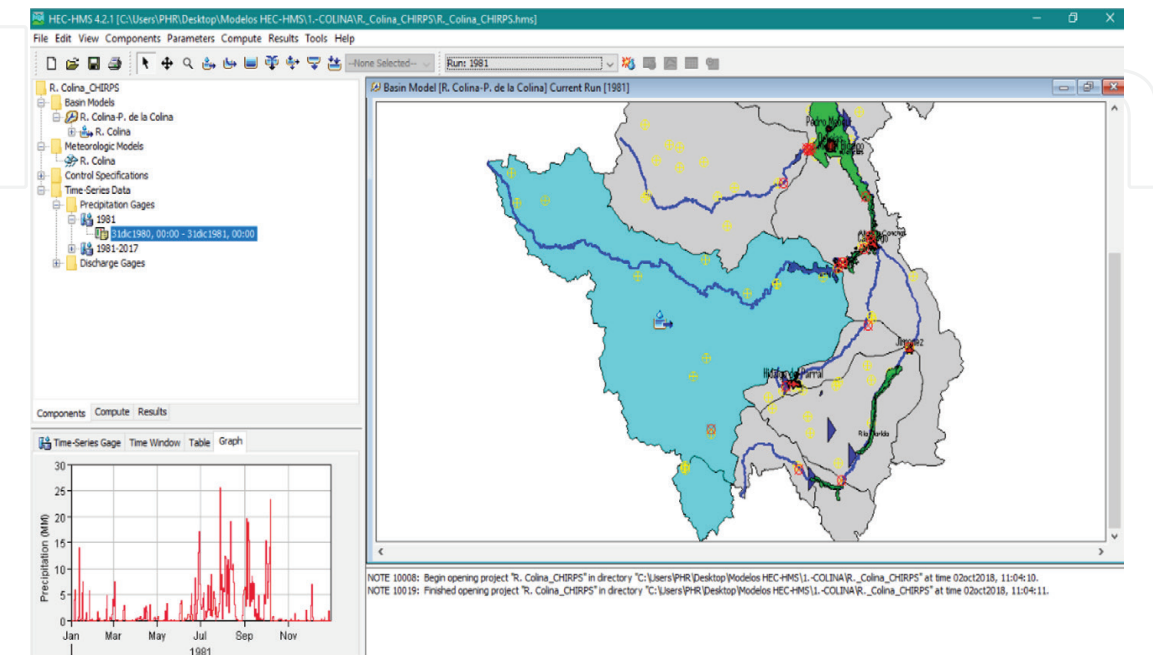 HEC-HMS 4.2.1 [C:\Users\PHR\Desktop\Modelos HEC-HMS\1.-COLINA\R._Colina_CHIRPS\R._Colina_CHIRPS.hms]
File Edit View Components Parameters Compute Results Tools Help
--None Selected-- Run: 1981
R. Colina_CHIRPS
Basin Models
R. Colina-P. de la Colina
R. Colina
Meteorologic Models
R. Colina
Control Specifications
Time-Series Data
Precipitation Gages
1981
31dic1980, 00:00 - 31dic1981, 00:00
1981-2017
Discharge Gages
Components Compute Results
Time-Series Gage Time Window Table Graph
Precipitation (MM)
30
25
20
15
10
5
0
Jan Mar May Jul Sep Nov
1981
Basin Model [R. Colina-P. de la Colina] Current Run [1981]
Jimenez
Hidalgo del Parral
NOTE 10008: Begin opening project "R. Colina_CHIRPS" in directory "C:\Users\PHR\Desktop\Modelos HEC-HMS\1.-COLINA\R._Colina_CHIRPS" at time 02oct2018, 11:04:10.
NOTE 10019: Finished opening project "R. Colina_CHIRPS" in directory "C:\Users\PHR\Desktop\Modelos HEC-HMS\1.-COLINA\R._Colina_CHIRPS" at time 02oct2018, 11:04:11.